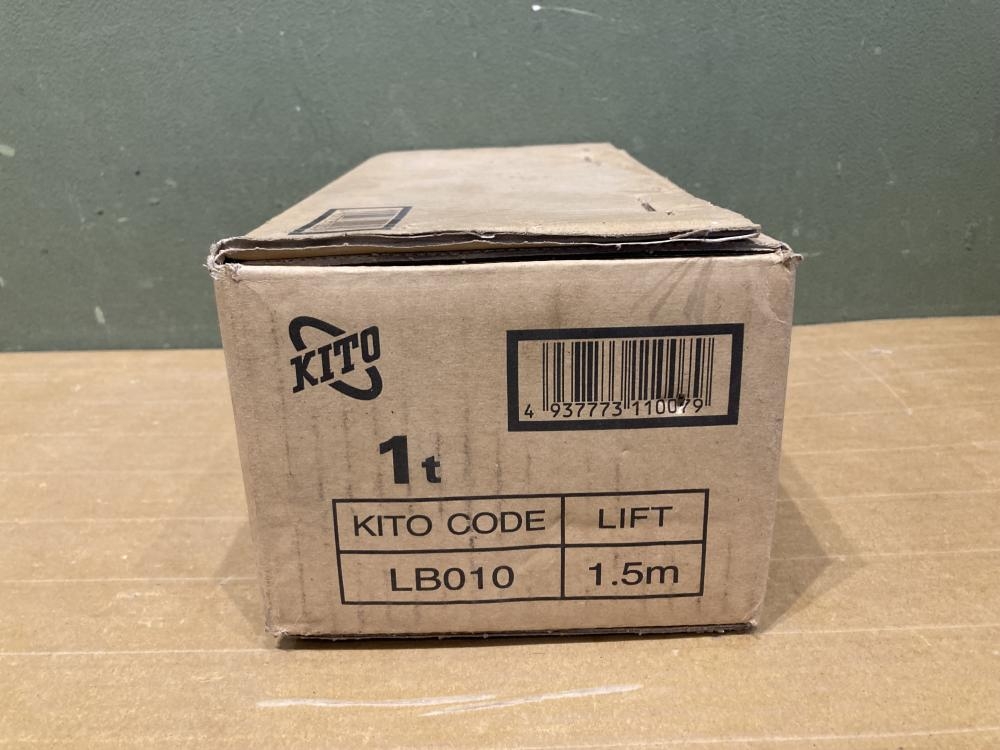 KITO
4 937773 110079
1t
KITO CODE LIFT
LB010 1.5m